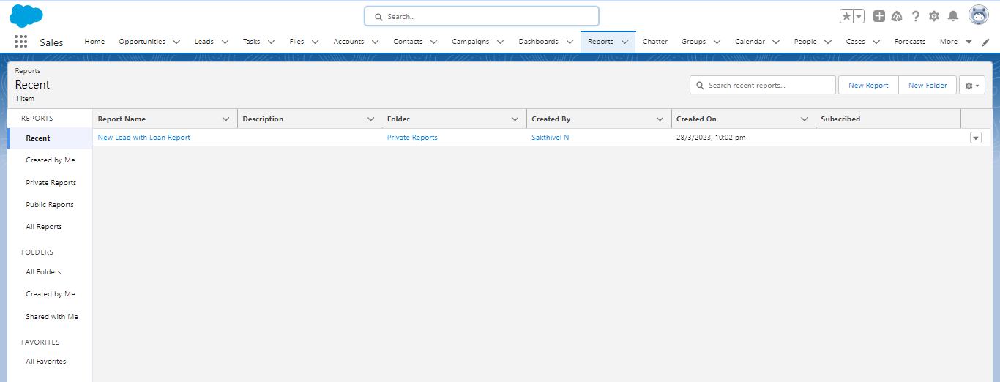 Search...
Sales
Home
Opportunities
Leads
Tasks
Files
Accounts
Contacts
Campaigns
Dashboards
Reports
Chatter
Groups
Calendar
People
Cases
Forecasts
More
Reports
Recent
1 item
Search recent reports...
New Report
New Folder
REPORTS
Recent
Created by Me
Private Reports
Public Reports
All Reports
FOLDERS
All Folders
Created by Me
Shared with Me
FAVORITES
All Favorites
Report Name
Description
Folder
Created By
Created On
Subscribed
New Lead with Loan Report
Private Reports
Sakthivel N
28/3/2023, 10:02 pm